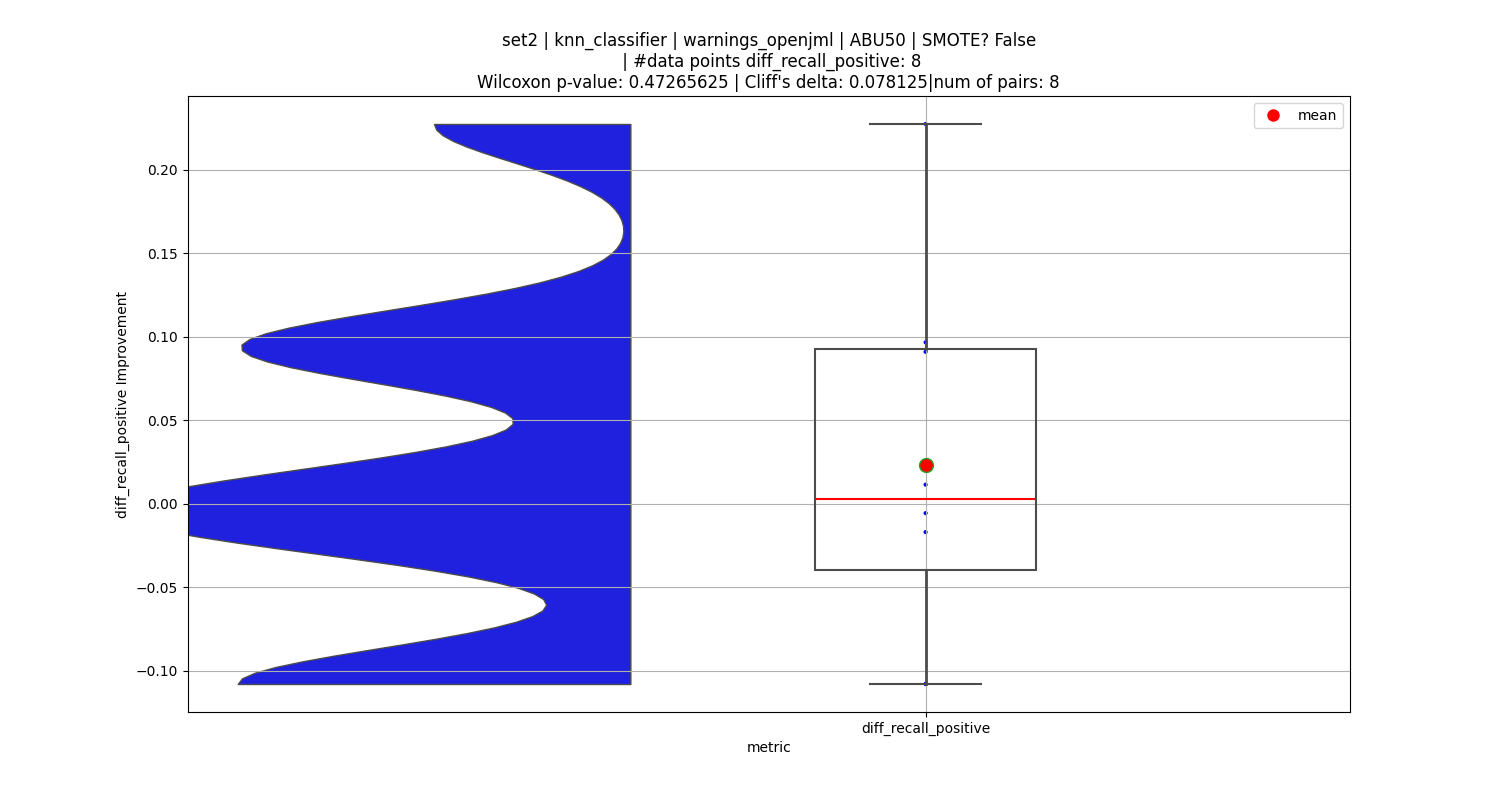 set2 | knn_classifier | warnings_openjml | ABU50 | SMOTE? False
| #data points diff_recall_positive: 8
Wilcoxon p-value: 0.47265625 | Cliff's delta: 0.078125|num of pairs: 8
mean
0.20
0.15
0.10
0.05
0.00
−0.05
−0.10
diff_recall_positive Improvement
diff_recall_positive
metric